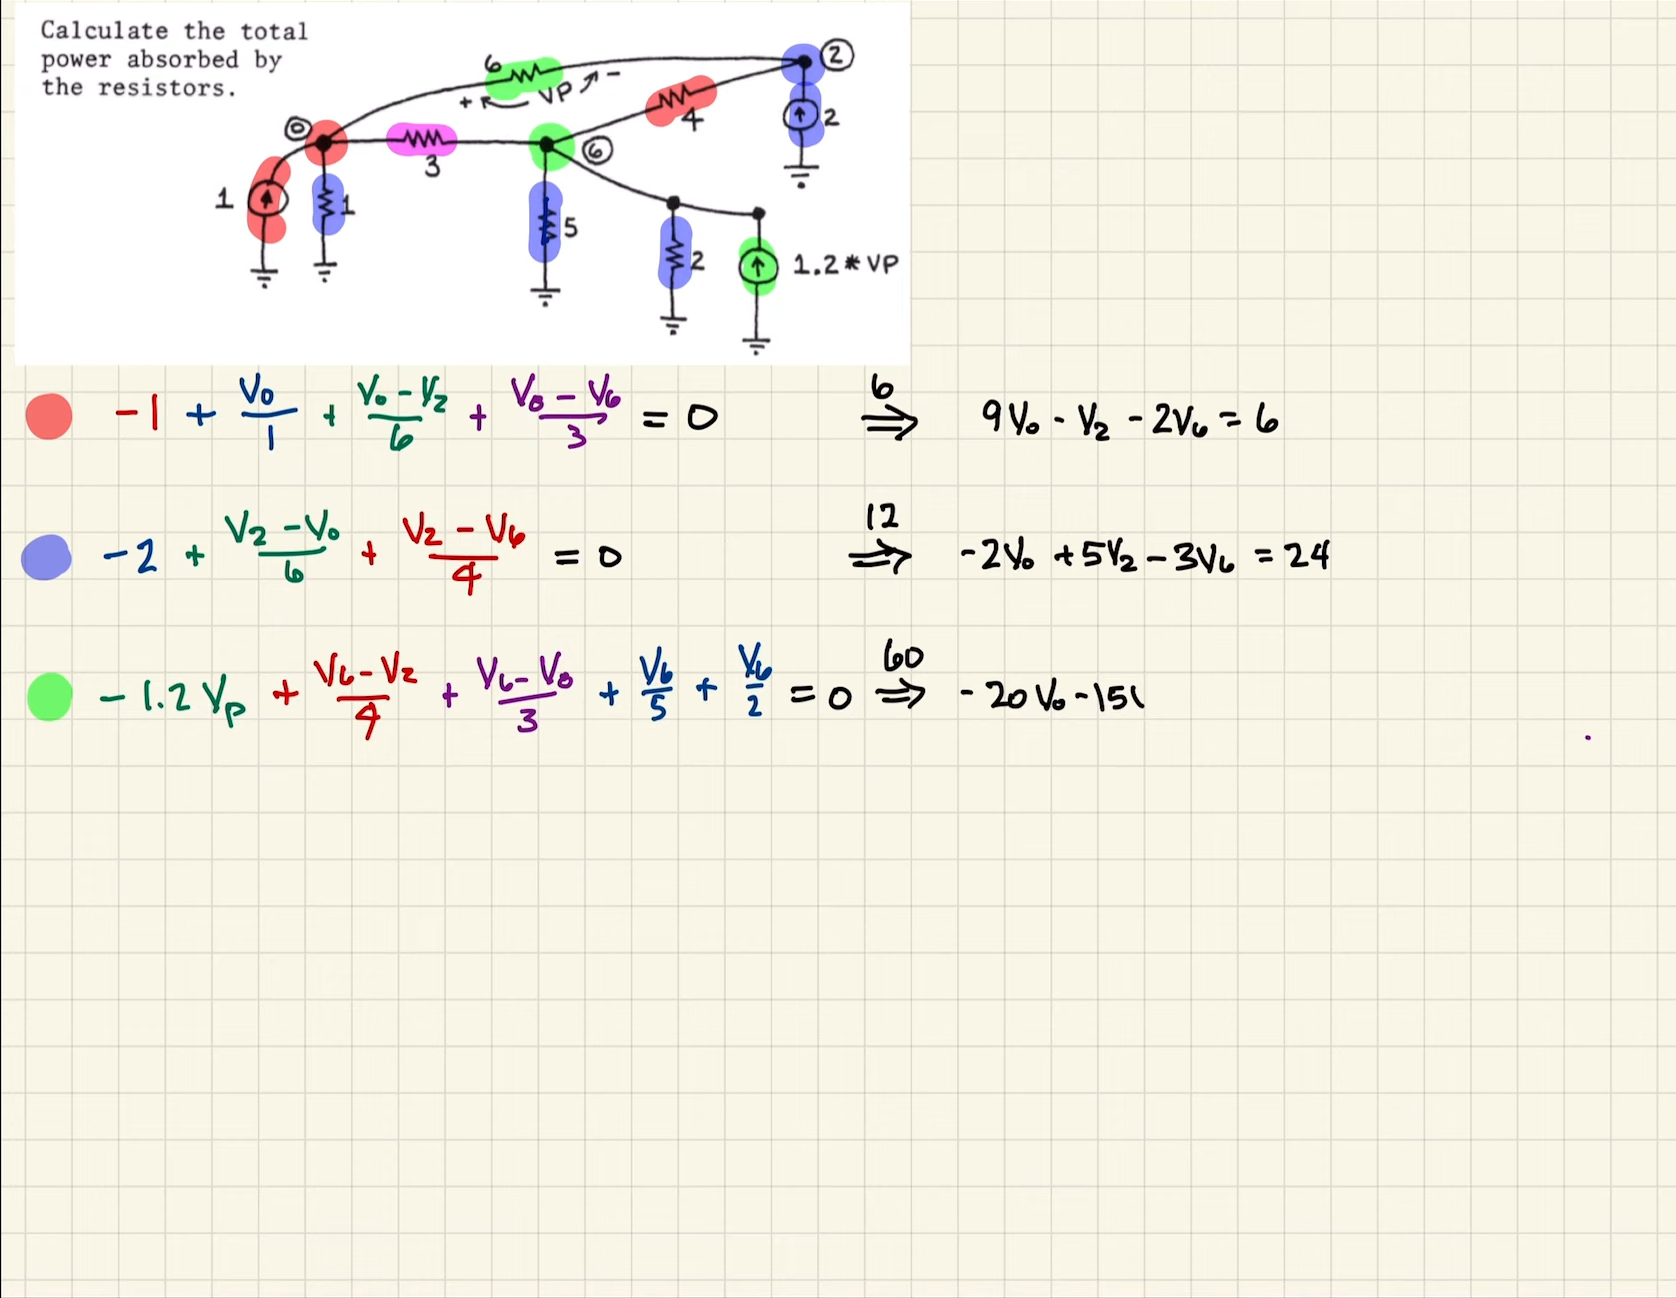 Calculate the total
power absorbed by
the resistors.
6
+ VP -
2
4
2
0
3
6
1
1
5
2
1.2*VP
-1 + V0/1 + (V0-V2)/6 + (V0-V6)/3 = 0 6⇒ 9V0 - V2 - 2V6 = 6
-2 + (V2-V0)/6 + (V2-V6)/4 = 0 12⇒ -2V0 + 5V2 - 3V6 = 24
-1.2 Vp + (V6-V2)/4 + (V6-V0)/3 + V6/5 + V6/2 = 0 60⇒ -20V0 - 15(